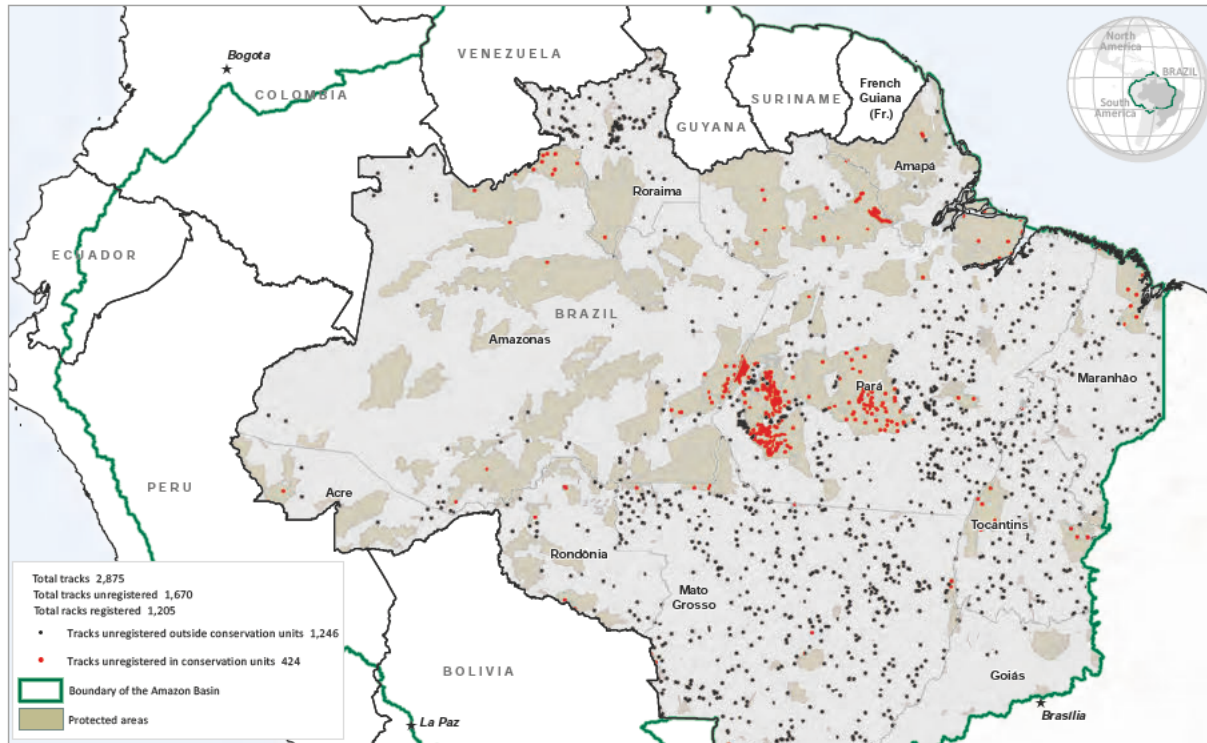 North
America
BRAZIL
South
America
Bogota
VENEZUELA
COLOMBIA
SURINAME
French
Guiana
(Fr.)
GUYANA
Amapá
Roraima
ECUADOR
BRAZIL
Amazonas
Pará
Maranhão
PERU
Acre
Tocantins
Rondônia
Mato
Grosso
Goiás
BOLIVIA
La Paz
Brasília
Total tracks 2,875
Total tracks unregistered 1,670
Total racks registered 1,205
Tracks unregistered outside conservation units 1,246
Tracks unregistered in conservation units 424
Boundary of the Amazon Basin
Protected areas